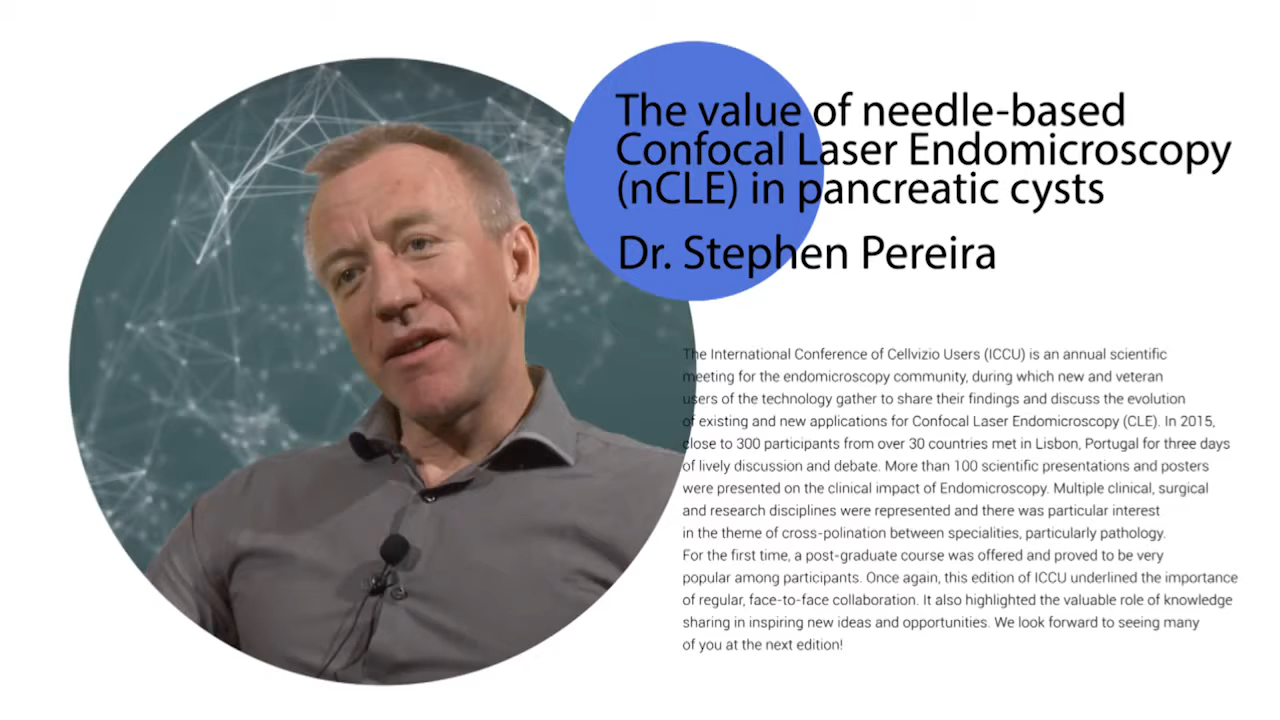 The value of needle-based
Confocal Laser Endomicroscopy
(nCLE) in pancreatic cysts
Dr. Stephen Pereira
The International Conference of Cellvizio Users (ICCU) is an annual scientific
meeting for the endomicroscopy community, during which new and veteran
users of the technology gather to share their findings and discuss the evolution
of existing and new applications for Confocal Laser Endomicroscopy (CLE). In 2015,
close to 300 participants from over 30 countries met in Lisbon, Portugal for three days
of lively discussion and debate. More than 100 scientific presentations and posters
were presented on the clinical impact of Endomicroscopy. Multiple clinical, surgical
and research disciplines were represented and there was particular interest
in the theme of cross-polination between specialities, particularly pathology.
For the first time, a post-graduate course was offered and proved to be very
popular among participants. Once again, this edition of ICCU underlined the importance
of regular, face-to-face collaboration. It also highlighted the valuable role of knowledge
sharing in inspiring new ideas and opportunities. We look forward to seeing many
of you at the next edition!